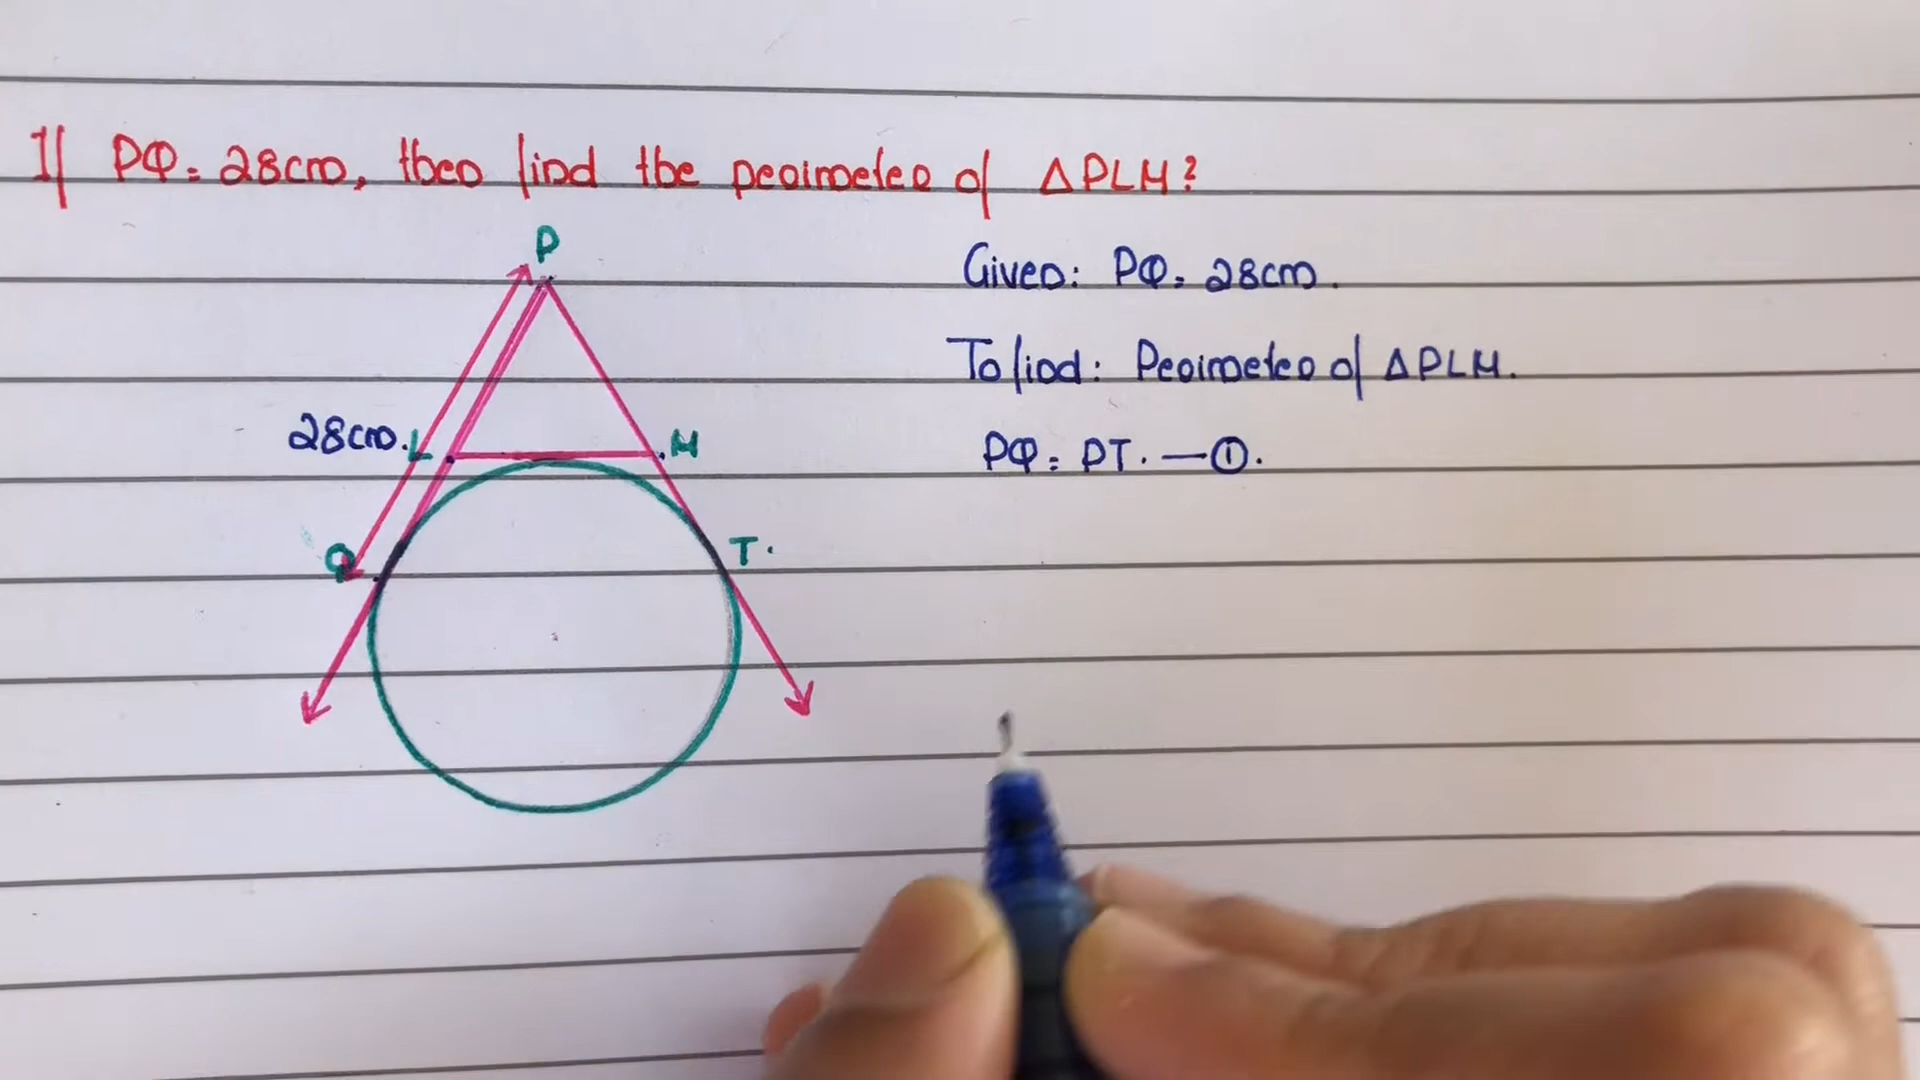 If PQ = 28cm, then find the perimeter of ΔPLM?
P
Given: PQ = 28cm.
To find: Perimeter of ΔPLM.
28cm.
L
M
PQ = PT. — ①.
Q
T.